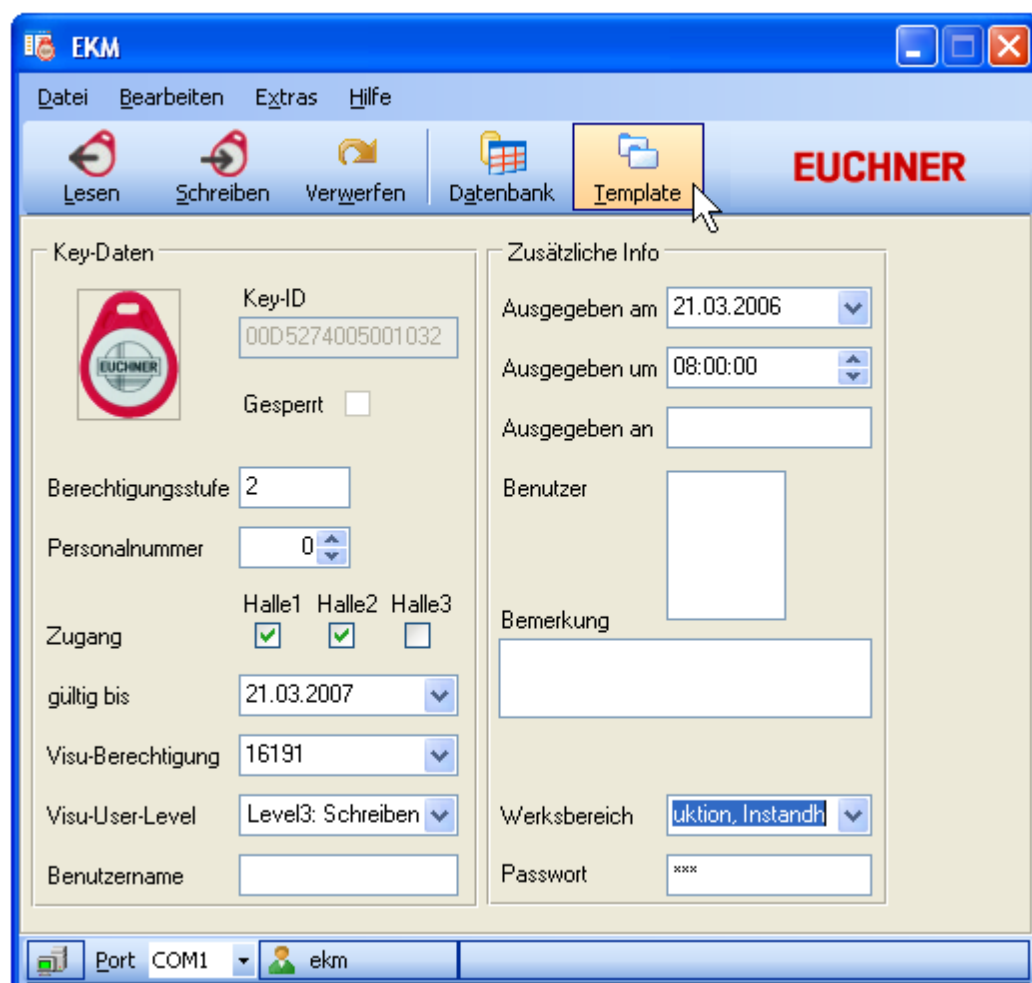 EKM
Datei Bearbeiten Extras Hilfe
Lesen Schreiben Verwerfen Datenbank Template EUCHNER
Key-Daten
EUCHNER
Key-ID
00D5274005001032
Gesperrt
Berechtigungsstufe 2
Personalnummer 0
Halle1 Halle2 Halle3
Zugang
gültig bis 21.03.2007
Visu-Berechtigung 16191
Visu-User-Level Level3: Schreiben
Benutzername
Zusätzliche Info
Ausgegeben am 21.03.2006
Ausgegeben um 08:00:00
Ausgegeben an
Benutzer
Bemerkung
Werksbereich uktion, Instandh
Passwort ***
Port COM1 ekm